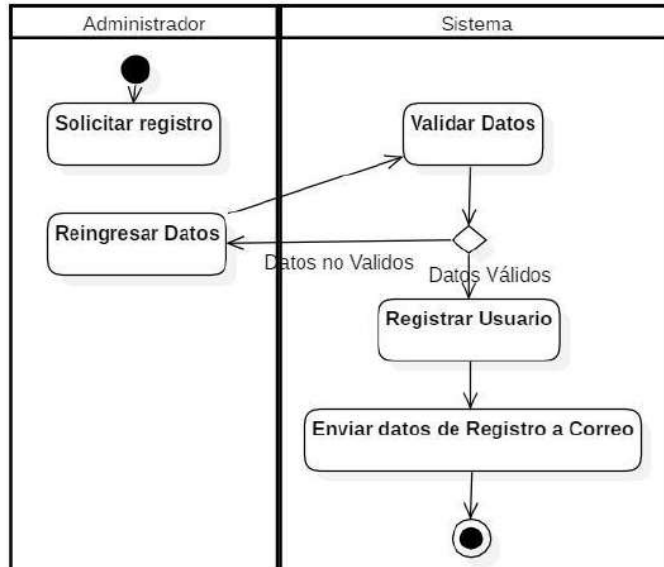 Administrador
Sistema
Solicitar registro
Validar Datos
Reingresar Datos
Datos no Validos
Datos Válidos
Registrar Usuario
Enviar datos de Registro a Correo